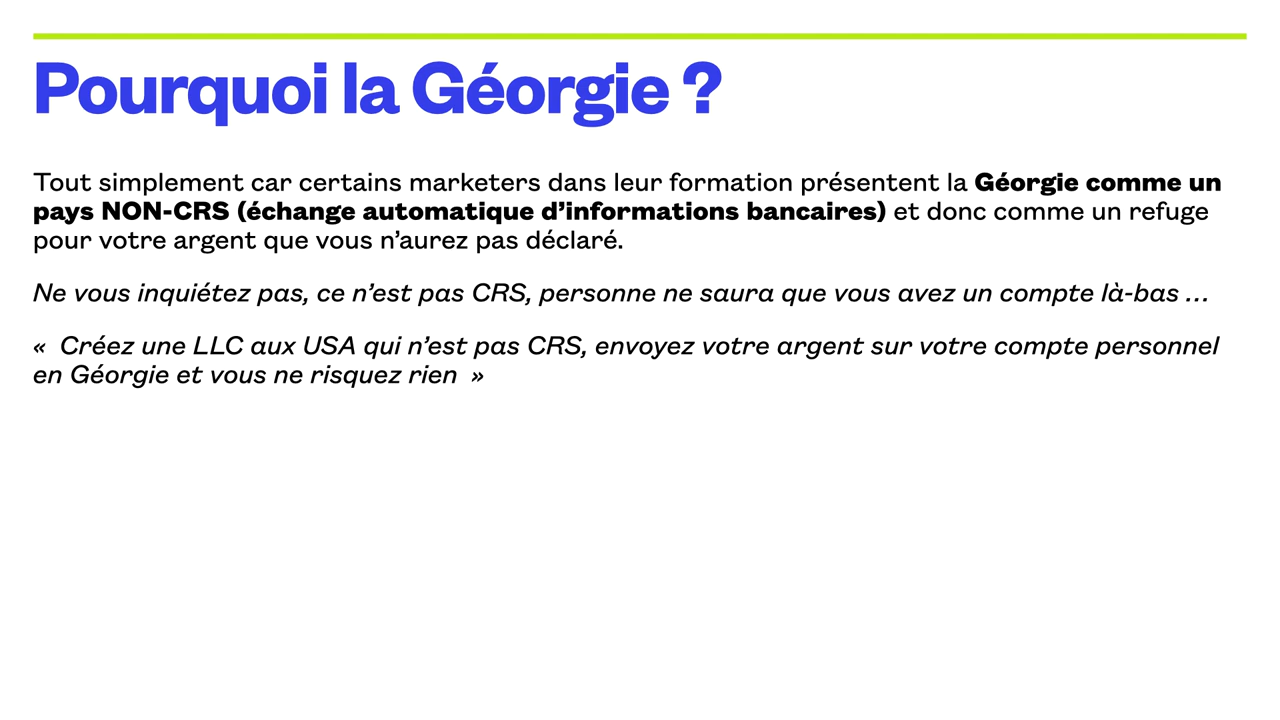 Pourquoi la Géorgie ?
Tout simplement car certains marketers dans leur formation présentent la Géorgie comme un
pays NON-CRS (échange automatique d’informations bancaires) et donc comme un refuge
pour votre argent que vous n’aurez pas déclaré.
Ne vous inquiétez pas, ce n’est pas CRS, personne ne saura que vous avez un compte là-bas …
«  Créez une LLC aux USA qui n’est pas CRS, envoyez votre argent sur votre compte personnel
en Géorgie et vous ne risquez rien  »